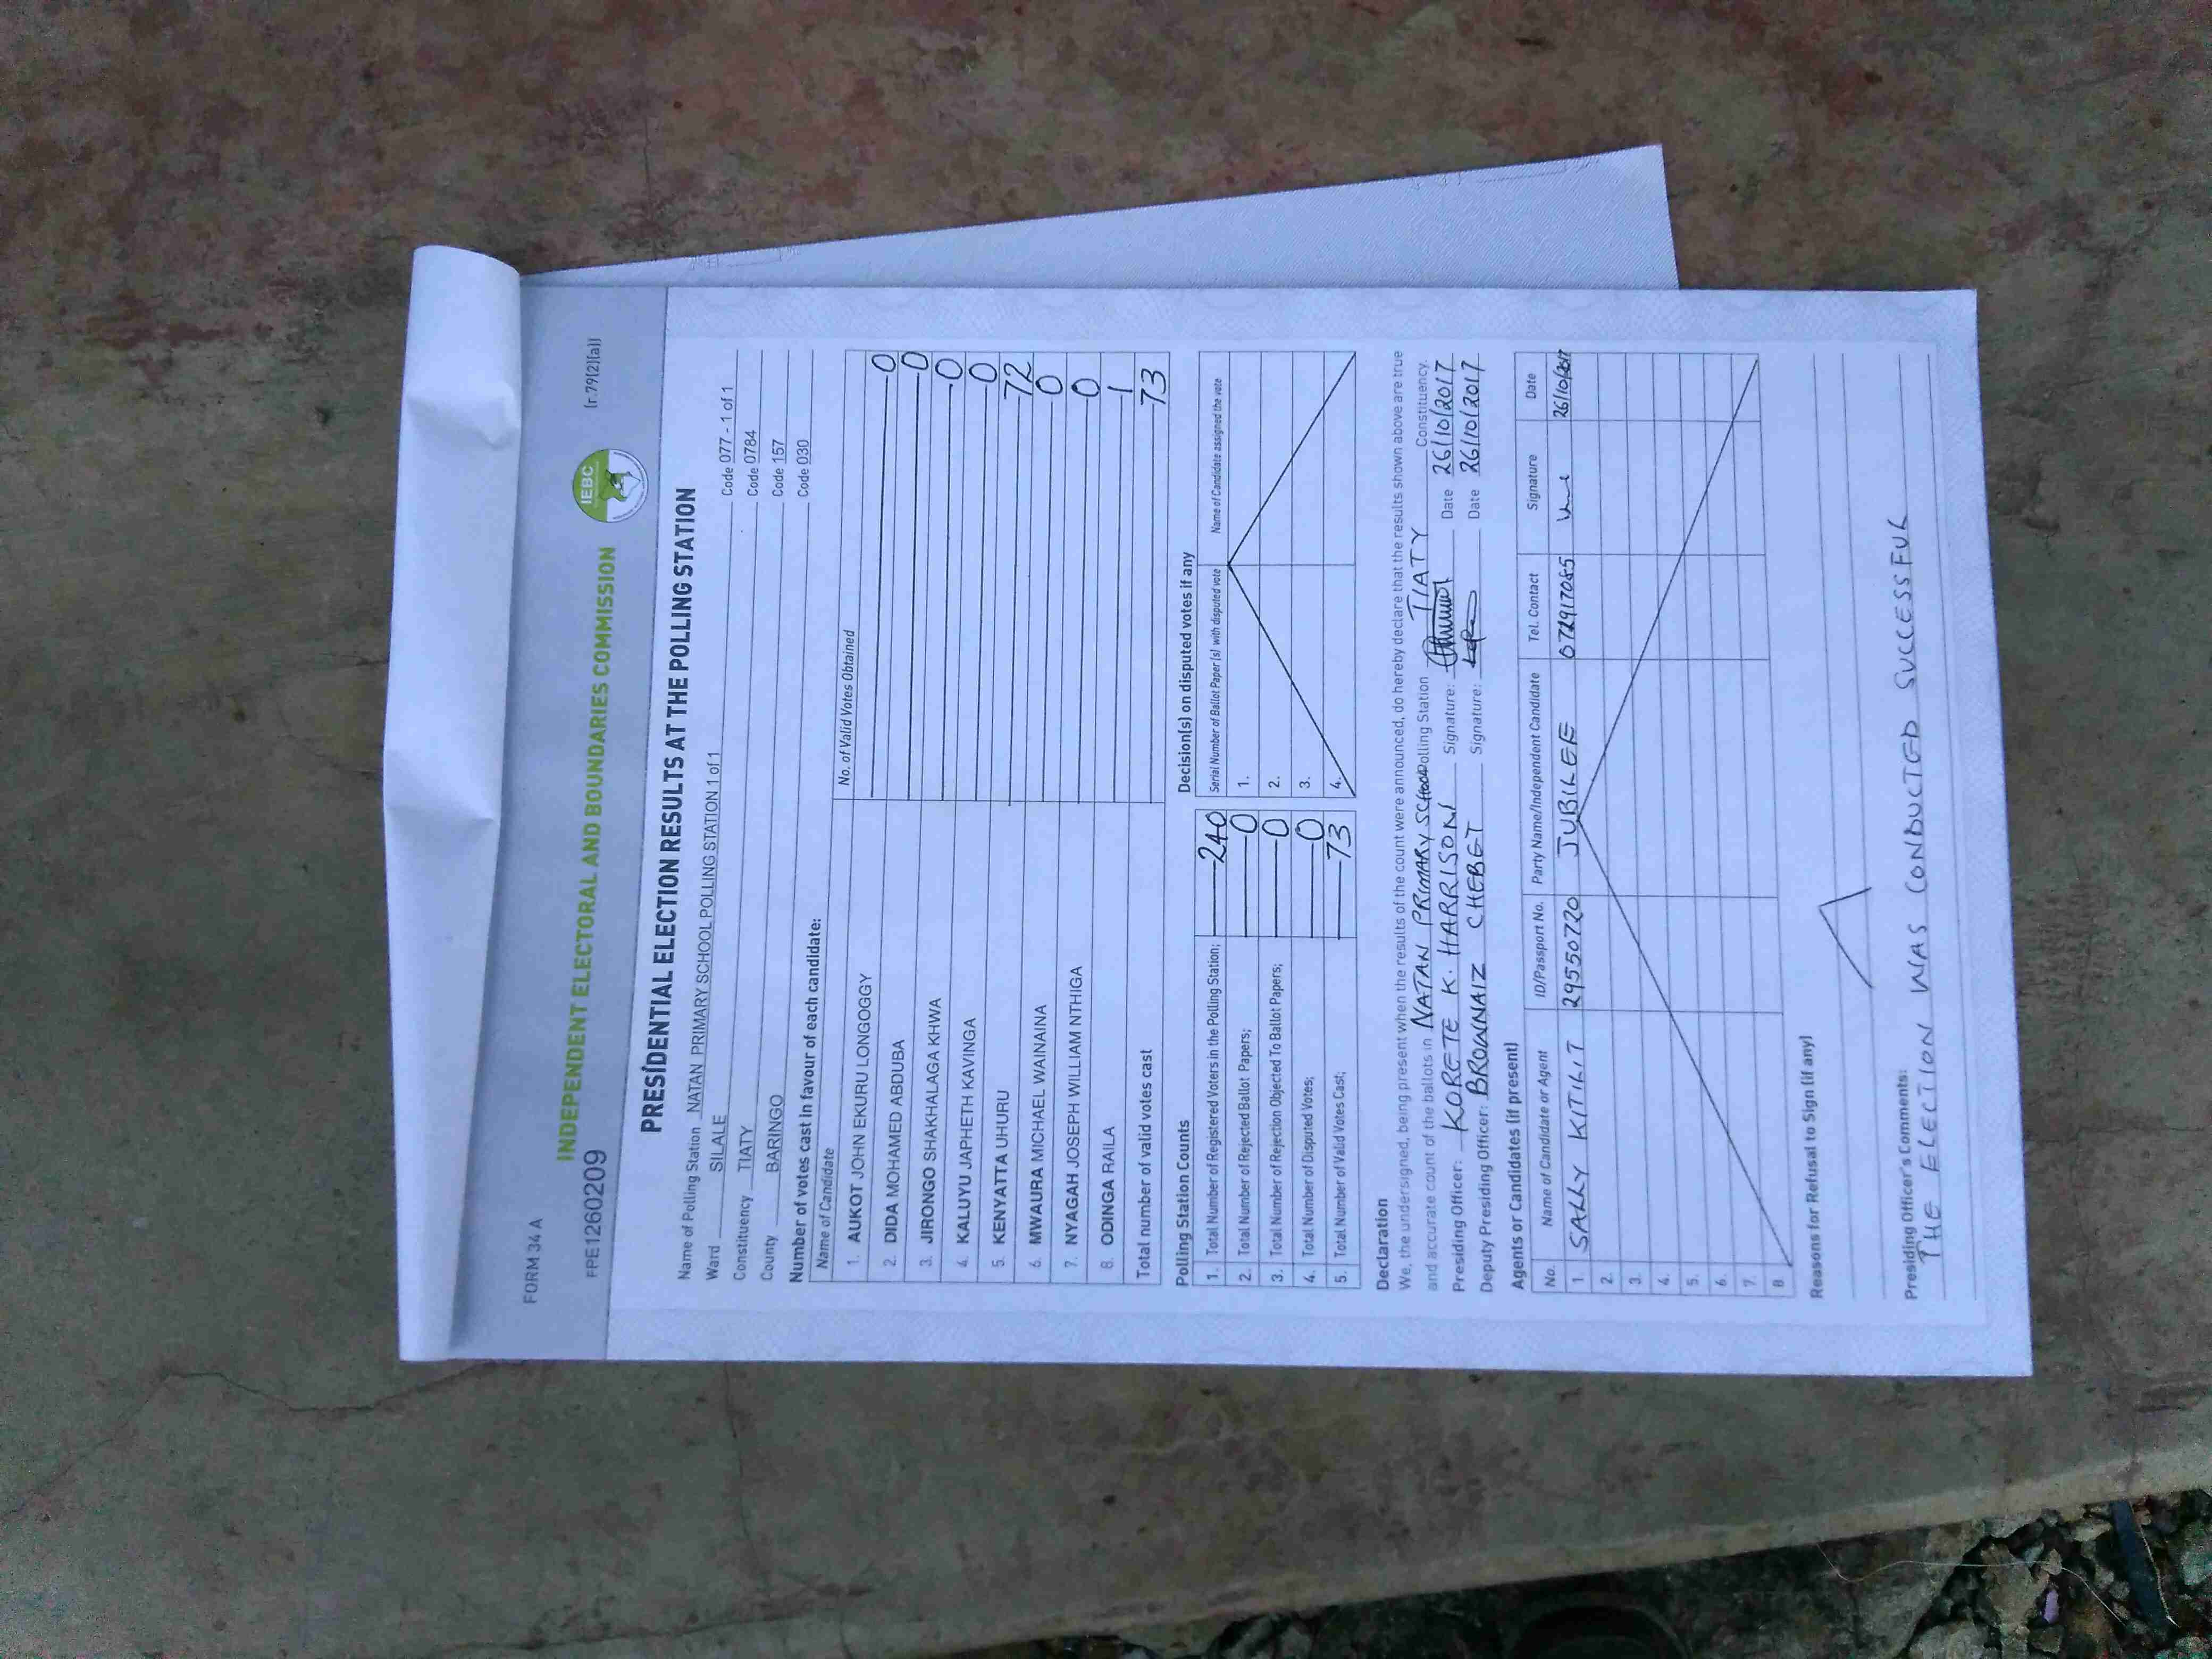 FORM 34 A
(r.79(2)(a))
INDEPENDENT ELECTORAL AND BOUNDARIES COMMISSION
IEBC
FPE1260209
PRESIDENTIAL ELECTION RESULTS AT THE POLLING STATION
Name of Polling Station NATAN PRIMARY SCHOOL POLLING STATION 1 of 1 Code 077 - 1 of 1
Ward SILALE Code 0784
Constituency TIATY Code 157
County BARINGO Code 030
Number of votes cast in favour of each candidate:
Name of Candidate No. of Valid Votes Obtained
1. AUKOT JOHN EKURU LONGOGGY 0
2. DIDA MOHAMED ABDUBA 0
3. JIRONGO SHAKHALAGA KHWA 0
4. KALUYU JAPHETH KAVINGA 0
5. KENYATTA UHURU 72
6. MWAURA MICHAEL WAINAINA 0
7. NYAGAH JOSEPH WILLIAM NTHIGA 0
8. ODINGA RAILA 1
Total number of valid votes cast 73
Polling Station Counts
1. Total Number of Registered Voters in the Polling Station; 240
2. Total Number of Rejected Ballot Papers; 0
3. Total Number of Rejection Objected To Ballot Papers; 0
4. Total Number of Disputed Votes; 0
5. Total Number of Valid Votes Cast; 73
Decision(s) on disputed votes if any
Serial Number of Ballot Paper (s) with disputed vote Name of Candidate assigned the vote
1.
2.
3.
4.
Declaration
We, the undersigned, being present when the results of the count were announced, do hereby declare that the results shown above are true
and accurate count of the ballots in NATAN PRIMARY SCHOOL Polling Station TIATY Constituency.
Presiding Officer: KORETE K. HARRISON Signature: Date 26/10/2017
Deputy Presiding Officer: BROWNAIZ CHEBET Signature: Date 26/10/2017
Agents or Candidates (if present)
No. Name of Candidate or Agent ID/Passport No. Party Name/Independent Candidate Tel. Contact Signature Date
1. SALLY KITILIT 29550720 JUBILEE 072917065 26/10/2017
2.
3.
4.
5.
6.
7.
8
Reasons for Refusal to Sign (if any)
Presiding Officer's Comments:
THE ELECTION WAS CONDUCTED SUCCESSFUL